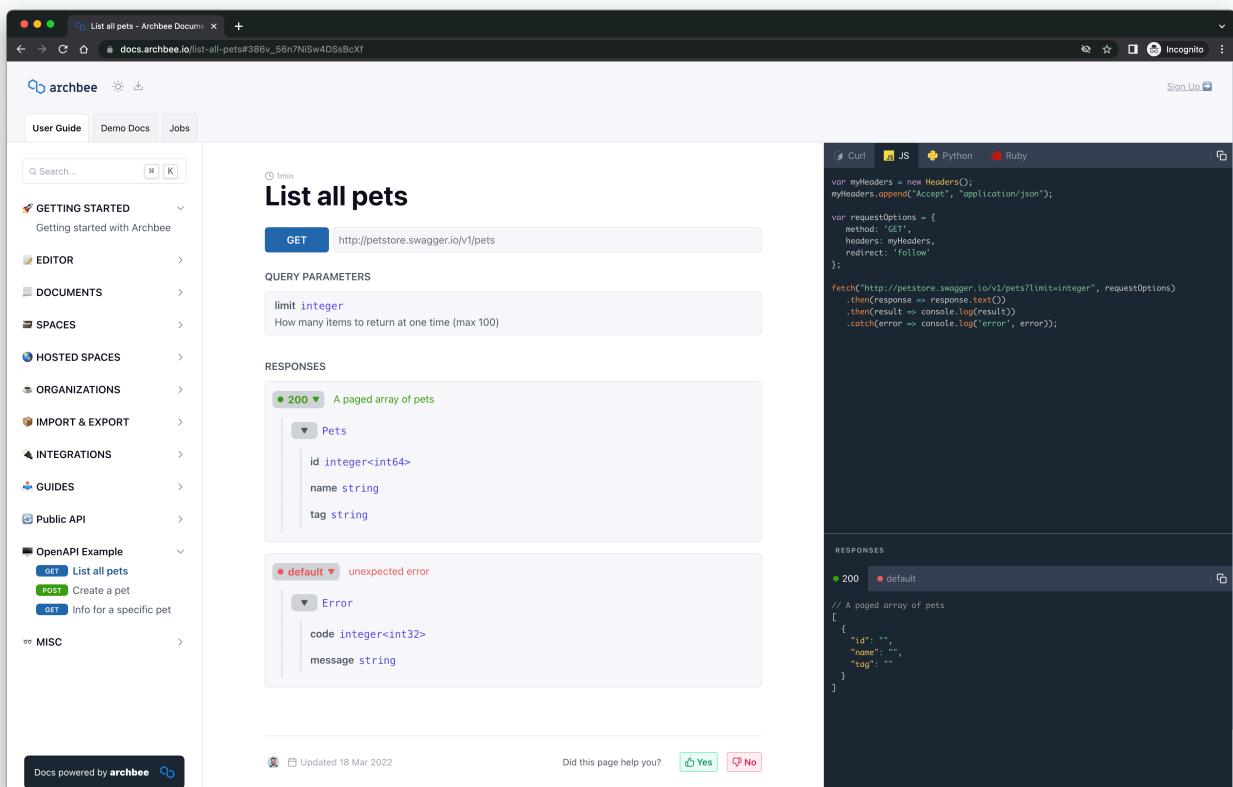 List all pets - Archbee Docume
docs.archbee.io/list-all-pets#386v_56n7NiSw4DSsBcXf
Incognito
archbee
Sign Up
User Guide
Demo Docs
Jobs
Search...
⌘ K
GETTING STARTED
Getting started with Archbee
EDITOR
DOCUMENTS
SPACES
HOSTED SPACES
ORGANIZATIONS
IMPORT & EXPORT
INTEGRATIONS
GUIDES
Public API
OpenAPI Example
GET List all pets
POST Create a pet
GET Info for a specific pet
MISC
Docs powered by archbee
1min
List all pets
GET http://petstore.swagger.io/v1/pets
QUERY PARAMETERS
limit integer
How many items to return at one time (max 100)
RESPONSES
200 ▼ A paged array of pets
▼ Pets
id integer<int64>
name string
tag string
default ▼ unexpected error
▼ Error
code integer<int32>
message string
Updated 18 Mar 2022
Did this page help you?
Yes
No
Curl
JS JS
Python
Ruby
var myHeaders = new Headers();
myHeaders.append("Accept", "application/json");
var requestOptions = {
method: 'GET',
headers: myHeaders,
redirect: 'follow'
};
fetch("http://petstore.swagger.io/v1/pets?limit=integer", requestOptions)
.then(response => response.text())
.then(result => console.log(result))
.catch(error => console.log('error', error));
RESPONSES
200
default
// A paged array of pets
[
{
"id": "",
"name": "",
"tag": ""
}
]